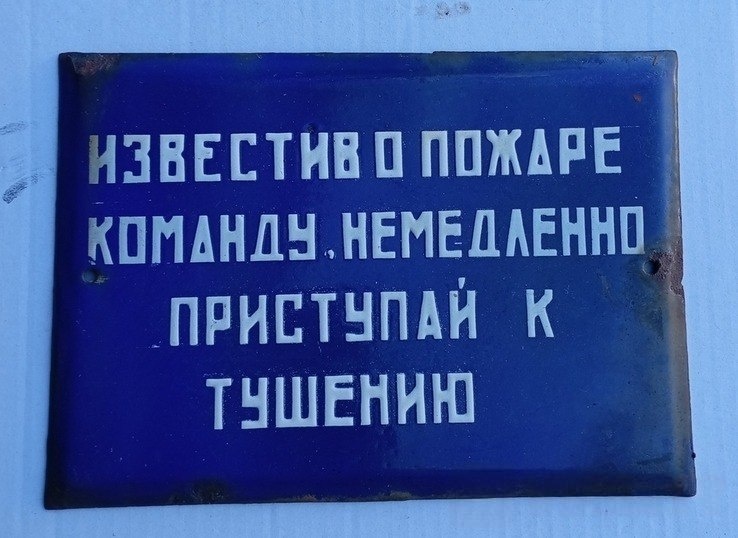 ИЗВЕСТИВ О ПОЖАРЕ
КОМАНДУ, НЕМЕДЛЕННО
ПРИСТУПАЙ К
ТУШЕНИЮ